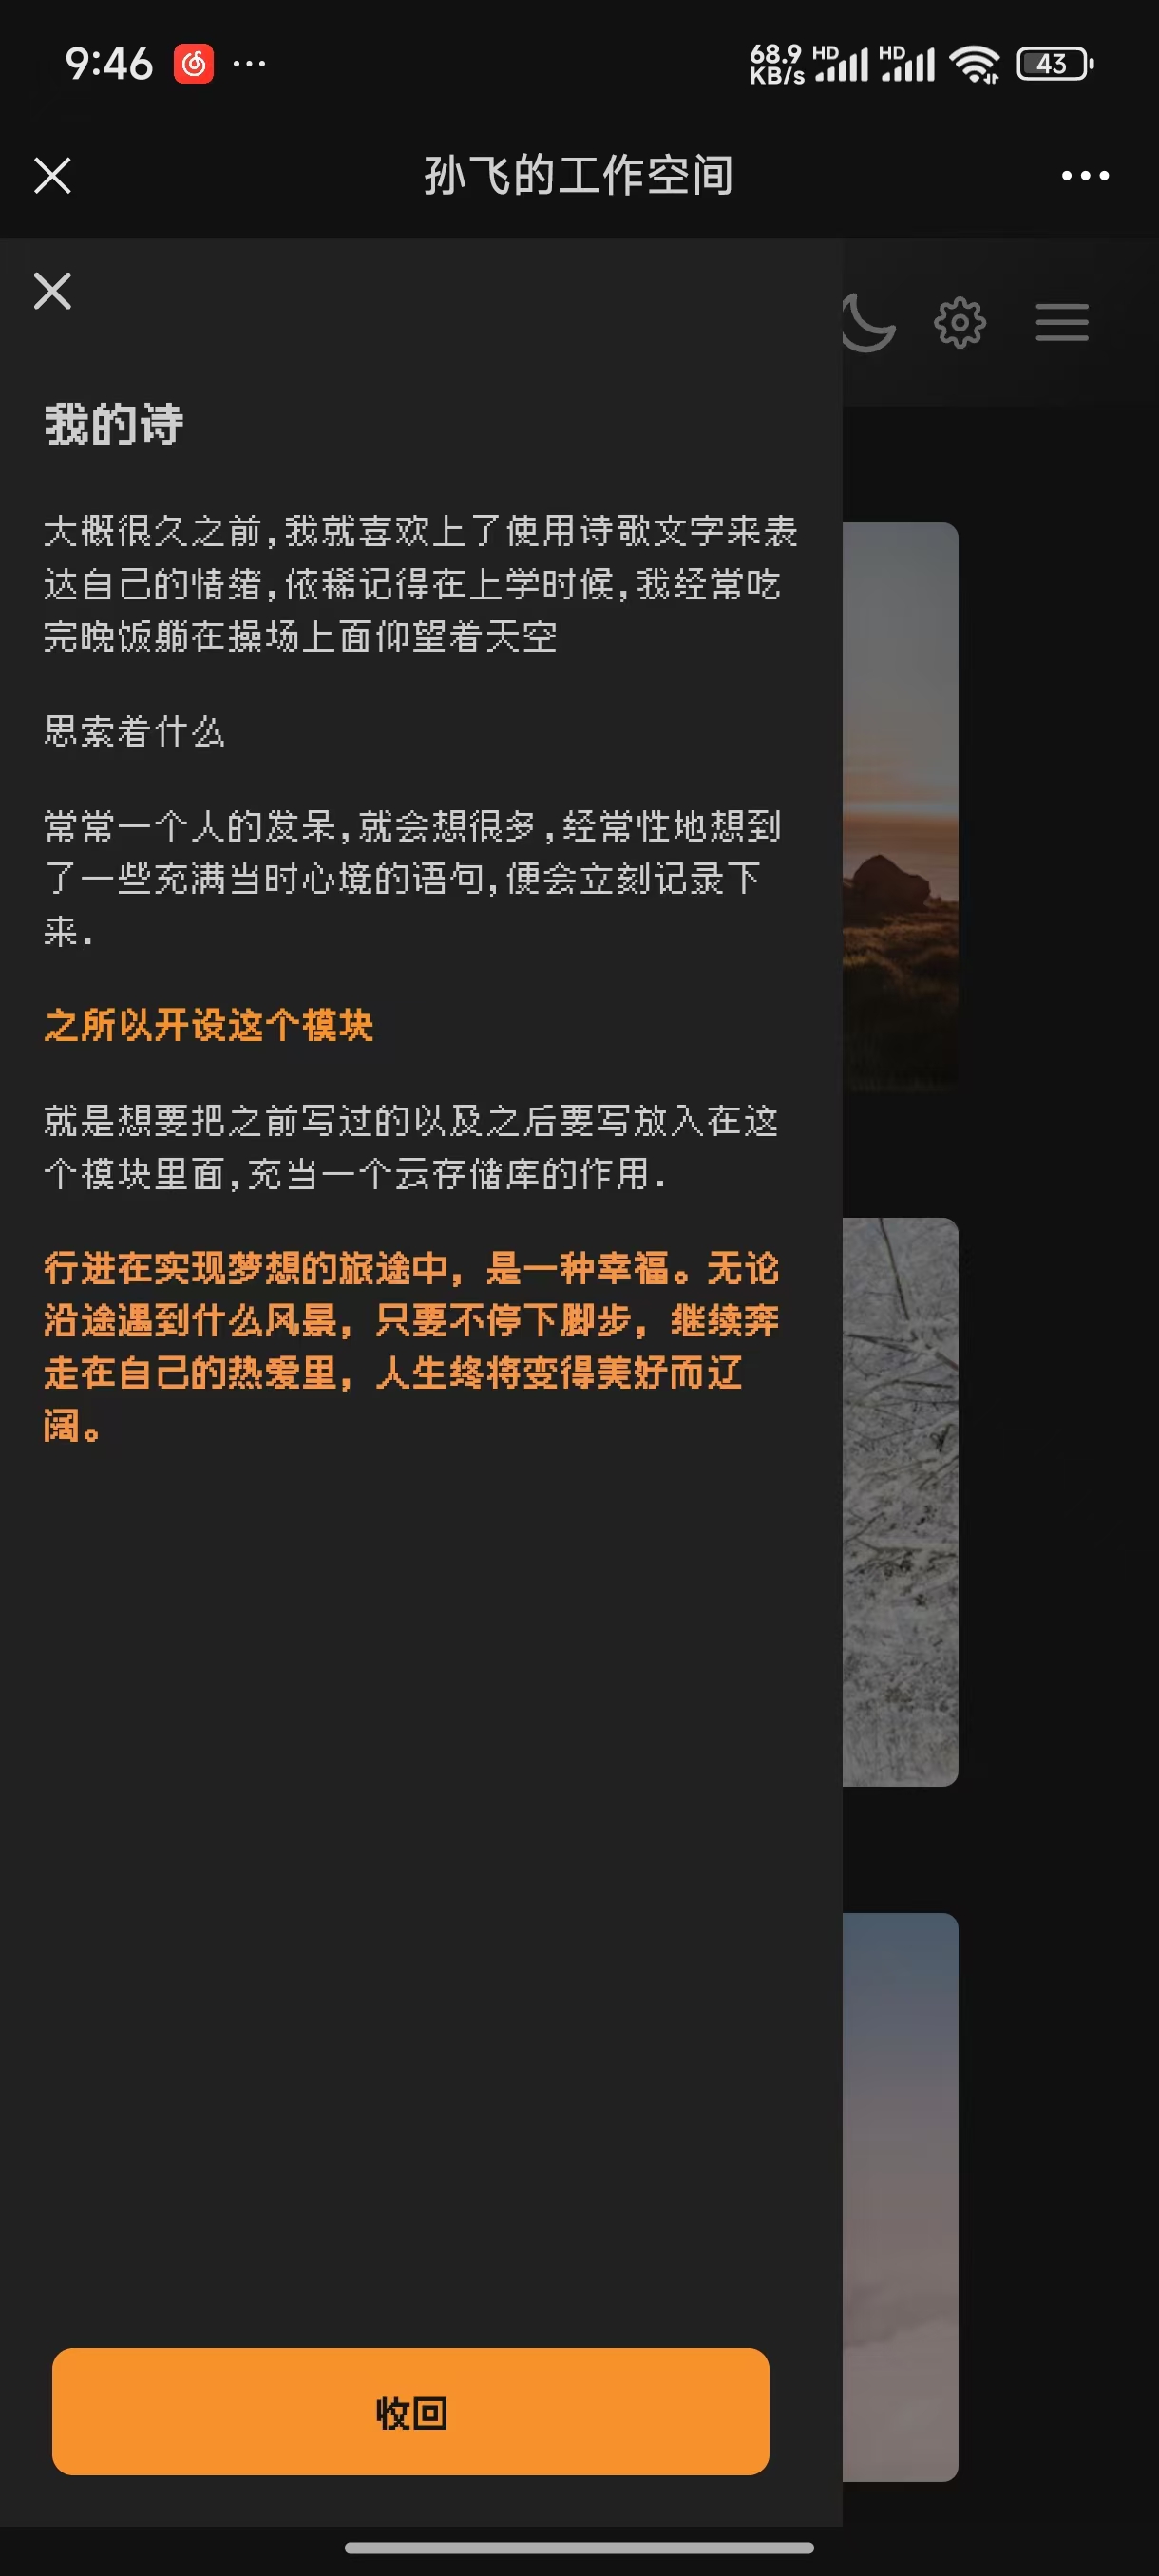 9:46
68.9 KB/s HD HD 43
孙飞的工作空间
我的诗
大概很久之前,我就喜欢上了使用诗歌文字来表
达自己的情绪,依稀记得在上学时候,我经常吃
完晚饭躺在操场上面仰望着天空
思索着什么
常常一个人的发呆,就会想很多,经常性地想到
了一些充满当时心境的语句,便会立刻记录下
来.
之所以开设这个模块
就是想要把之前写过的以及之后要写放入在这
个模块里面,充当一个云存储库的作用.
行进在实现梦想的旅途中，是一种幸福。无论
沿途遇到什么风景，只要不停下脚步，继续奔
走在自己的热爱里，人生终将变得美好而辽
阔。
收回